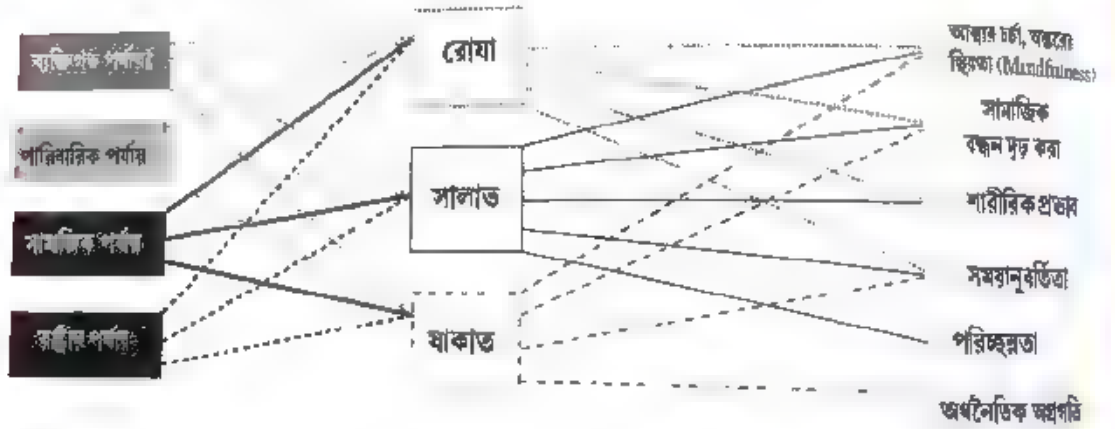 ব্যক্তিগত পর্যায়
পারিবারিক পর্যায়
সামাজিক পর্যায়
রাষ্ট্রীয় পর্যায়
রোযা
সালাত
যাকাত
আত্মার চর্চা, অন্তরের
স্থিরতা (Mindfulness)
সামাজিক
বন্ধন দৃঢ় করা
শারীরিক প্রভাব
সময়ানুবর্তিতা
পরিচ্ছন্নতা
অর্থনৈতিক অগ্রগতি